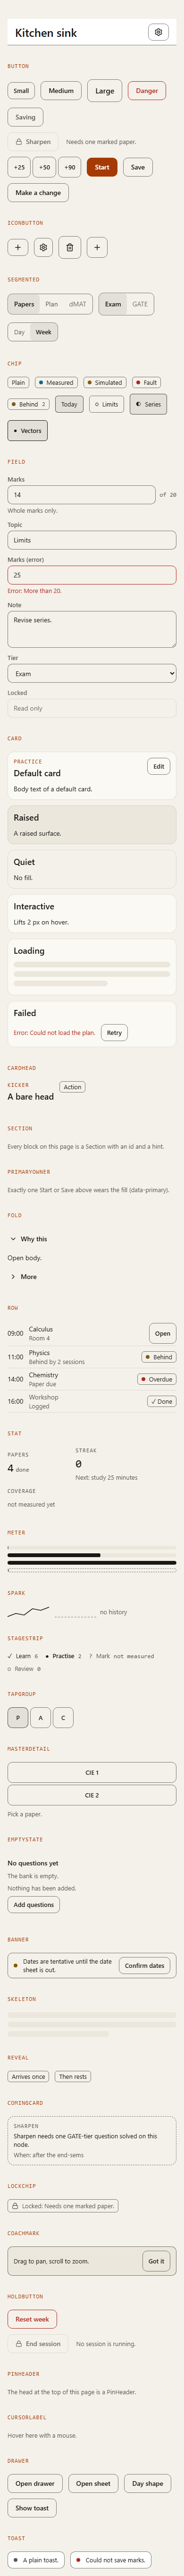 Kitchen sink
BUTTON
Small Medium Large Danger
Saving
Sharpen Needs one marked paper.
+25 +50 +90 Start Save
Make a change
ICONBUTTON
SEGMENTED
Papers Plan dMAT Exam GATE
Day Week
CHIP
Plain Measured Simulated Fault
Behind 2 Today Limits Series
Vectors
FIELD
Marks
14 of 20
Whole marks only.
Topic
Limits
Marks (error)
25
Error: More than 20.
Note
Revise series.
Tier
Exam
Locked
Read only
CARD
PRACTICE
Default card Edit
Body text of a default card.
Raised
A raised surface.
Quiet
No fill.
Interactive
Lifts 2 px on hover.
Loading
Failed
Error: Could not load the plan. Retry
CARDHEAD
KICKER Action
A bare head
SECTION
Every block on this page is a Section with an id and a hint.
PRIMARYOWNER
Exactly one Start or Save above wears the fill (data-primary).
FOLD
Why this
Open body.
More
ROW
09:00 Calculus Open
Room 4
11:00 Physics Behind
Behind by 2 sessions
14:00 Chemistry Overdue
Paper due
16:00 Workshop ✓ Done
Logged
STAT
PAPERS STREAK
4 done 0
Next: study 25 minutes
COVERAGE
not measured yet
METER
SPARK
no history
STAGESTRIP
✓ Learn 6 Practise 2 ? Mark not measured
Review 0
TAPGROUP
P A C
MASTERDETAIL
CIE 1
CIE 2
Pick a paper.
EMPTYSTATE
No questions yet
The bank is empty.
Nothing has been added.
Add questions
BANNER
Dates are tentative until the date Confirm dates
sheet is out.
SKELETON
REVEAL
Arrives once Then rests
COMINGCARD
SHARPEN
Sharpen needs one GATE-tier question solved on this
node.
When: after the end-sems
LOCKCHIP
Locked: Needs one marked paper.
COACHMARK
Drag to pan, scroll to zoom. Got it
HOLDBUTTON
Reset week
End session No session is running.
PINHEADER
The head at the top of this page is a PinHeader.
CURSORLABEL
Hover here with a mouse.
DRAWER
Open drawer Open sheet Day shape
Show toast
TOAST
A plain toast. Could not save marks.